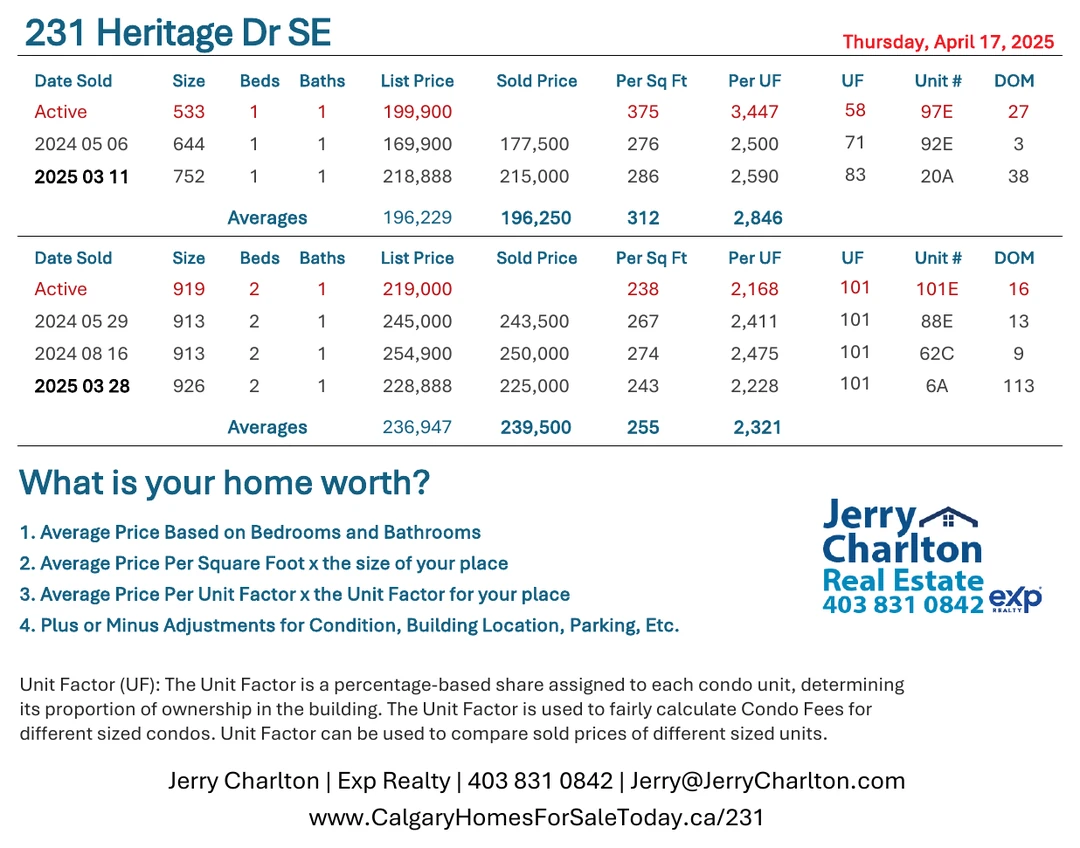 231 Heritage Dr SE
Thursday, April 17, 2025
Date Sold Size Beds Baths List Price Sold Price Per Sq Ft Per UF UF Unit # DOM
Active 533 1 1 199,900 375 3,447 58 97E 27
2024 05 06 644 1 1 169,900 177,500 276 2,500 71 92E 3
2025 03 11 752 1 1 218,888 215,000 286 2,590 83 20A 38
Averages 196,229 196,250 312 2,846
Date Sold Size Beds Baths List Price Sold Price Per Sq Ft Per UF UF Unit # DOM
Active 919 2 1 219,000 238 2,168 101 101E 16
2024 05 29 913 2 1 245,000 243,500 267 2,411 101 88E 13
2024 08 16 913 2 1 254,900 250,000 274 2,475 101 62C 9
2025 03 28 926 2 1 228,888 225,000 243 2,228 101 6A 113
Averages 236,947 239,500 255 2,321
What is your home worth?
1. Average Price Based on Bedrooms and Bathrooms
2. Average Price Per Square Foot x the size of your place
3. Average Price Per Unit Factor x the Unit Factor for your place
4. Plus or Minus Adjustments for Condition, Building Location, Parking, Etc.
Jerry
Charlton
Real Estate
403 831 0842 exp
REALTY
Unit Factor (UF): The Unit Factor is a percentage-based share assigned to each condo unit, determining
its proportion of ownership in the building. The Unit Factor is used to fairly calculate Condo Fees for
different sized condos. Unit Factor can be used to compare sold prices of different sized units.
Jerry Charlton | Exp Realty | 403 831 0842 | Jerry@JerryCharlton.com
www.CalgaryHomesForSaleToday.ca/231